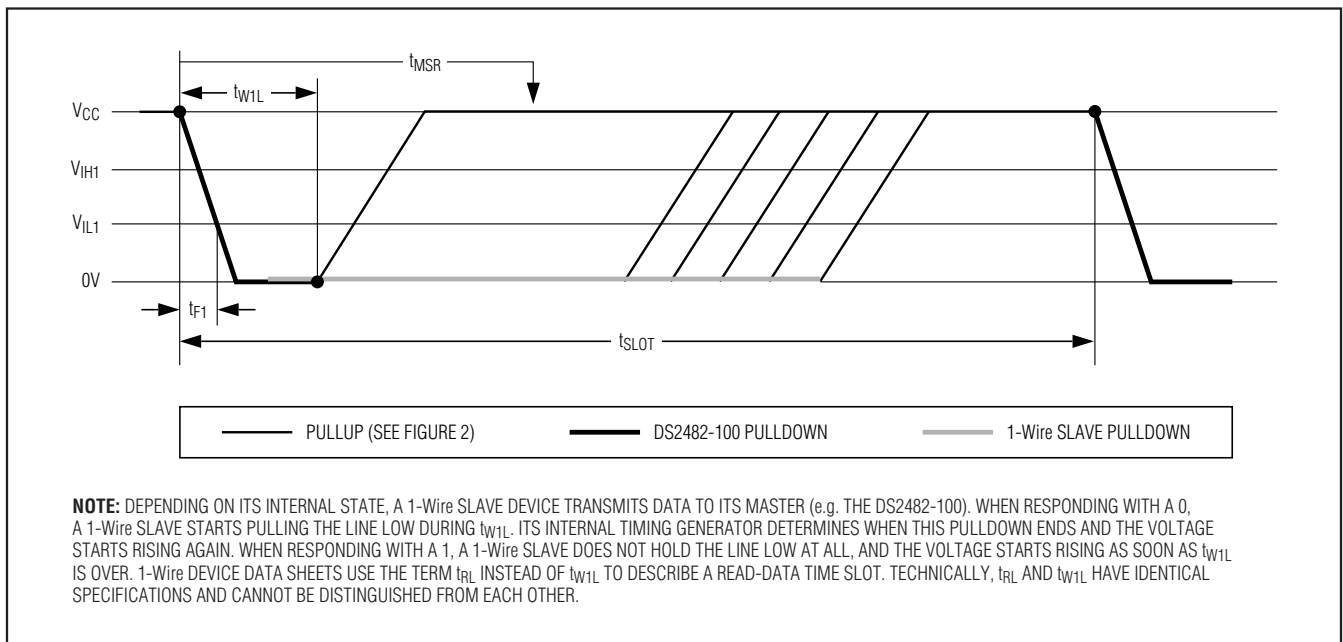 tMSR
tW1L
VCC
VIH1
VIL1
0V
tF1
tSLOT
PULLUP (SEE FIGURE 2)
DS2482-100 PULLDOWN
1-Wire SLAVE PULLDOWN
NOTE: DEPENDING ON ITS INTERNAL STATE, A 1-Wire SLAVE DEVICE TRANSMITS DATA TO ITS MASTER (e.g. THE DS2482-100). WHEN RESPONDING WITH A 0,
A 1-Wire SLAVE STARTS PULLING THE LINE LOW DURING tW1L. ITS INTERNAL TIMING GENERATOR DETERMINES WHEN THIS PULLDOWN ENDS AND THE VOLTAGE
STARTS RISING AGAIN. WHEN RESPONDING WITH A 1, A 1-Wire SLAVE DOES NOT HOLD THE LINE LOW AT ALL, AND THE VOLTAGE STARTS RISING AS SOON AS tW1L
IS OVER. 1-Wire DEVICE DATA SHEETS USE THE TERM tRL INSTEAD OF tW1L TO DESCRIBE A READ-DATA TIME SLOT. TECHNICALLY, tRL AND tW1L HAVE IDENTICAL
SPECIFICATIONS AND CANNOT BE DISTINGUISHED FROM EACH OTHER.